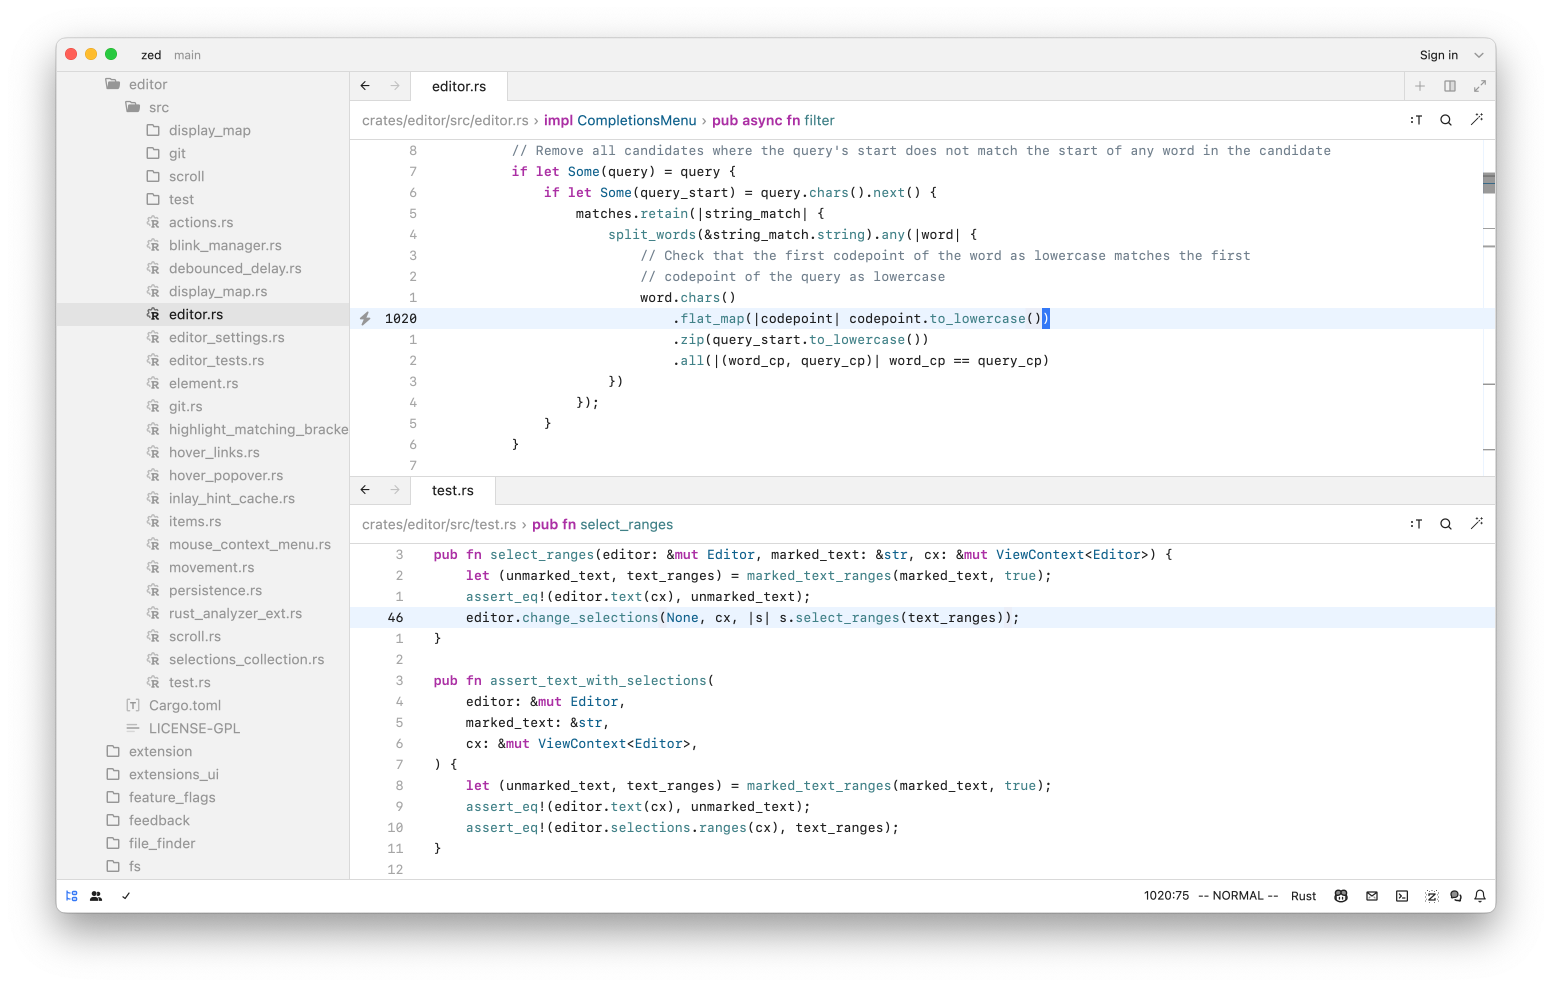 zed main Sign in
editor
src
display_map
git
scroll
test
actions.rs
blink_manager.rs
debounced_delay.rs
display_map.rs
editor.rs
editor_settings.rs
editor_tests.rs
element.rs
git.rs
highlight_matching_bracke
hover_links.rs
hover_popover.rs
inlay_hint_cache.rs
items.rs
mouse_context_menu.rs
movement.rs
persistence.rs
rust_analyzer_ext.rs
scroll.rs
selections_collection.rs
test.rs
Cargo.toml
LICENSE-GPL
extension
extensions_ui
feature_flags
feedback
file_finder
fs
editor.rs
crates/editor/src/editor.rs › impl CompletionsMenu › pub async fn filter :T
8 // Remove all candidates where the query's start does not match the start of any word in the candidate
7 if let Some(query) = query {
6 if let Some(query_start) = query.chars().next() {
5 matches.retain(|string_match| {
4 split_words(&string_match.string).any(|word| {
3 // Check that the first codepoint of the word as lowercase matches the first
2 // codepoint of the query as lowercase
1 word.chars()
1020 .flat_map(|codepoint| codepoint.to_lowercase())
1 .zip(query_start.to_lowercase())
2 .all(|(word_cp, query_cp)| word_cp == query_cp)
3 })
4 });
5 }
6 }
7
test.rs
crates/editor/src/test.rs › pub fn select_ranges :T
3 pub fn select_ranges(editor: &mut Editor, marked_text: &str, cx: &mut ViewContext<Editor>) {
2 let (unmarked_text, text_ranges) = marked_text_ranges(marked_text, true);
1 assert_eq!(editor.text(cx), unmarked_text);
46 editor.change_selections(None, cx, |s| s.select_ranges(text_ranges));
1 }
2
3 pub fn assert_text_with_selections(
4 editor: &mut Editor,
5 marked_text: &str,
6 cx: &mut ViewContext<Editor>,
7 ) {
8 let (unmarked_text, text_ranges) = marked_text_ranges(marked_text, true);
9 assert_eq!(editor.text(cx), unmarked_text);
10 assert_eq!(editor.selections.ranges(cx), text_ranges);
11 }
12
1020:75 -- NORMAL -- Rust